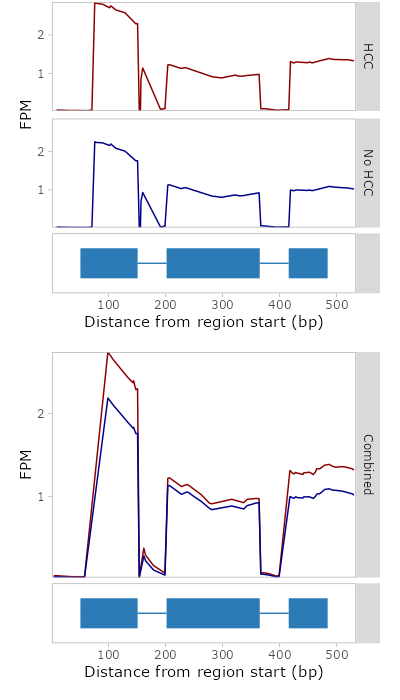 2
1
HCC
FPM
2
1
No HCC
100 200 300 400 500
Distance from region start (bp)
2
1
FPM
Combined
100 200 300 400 500
Distance from region start (bp)